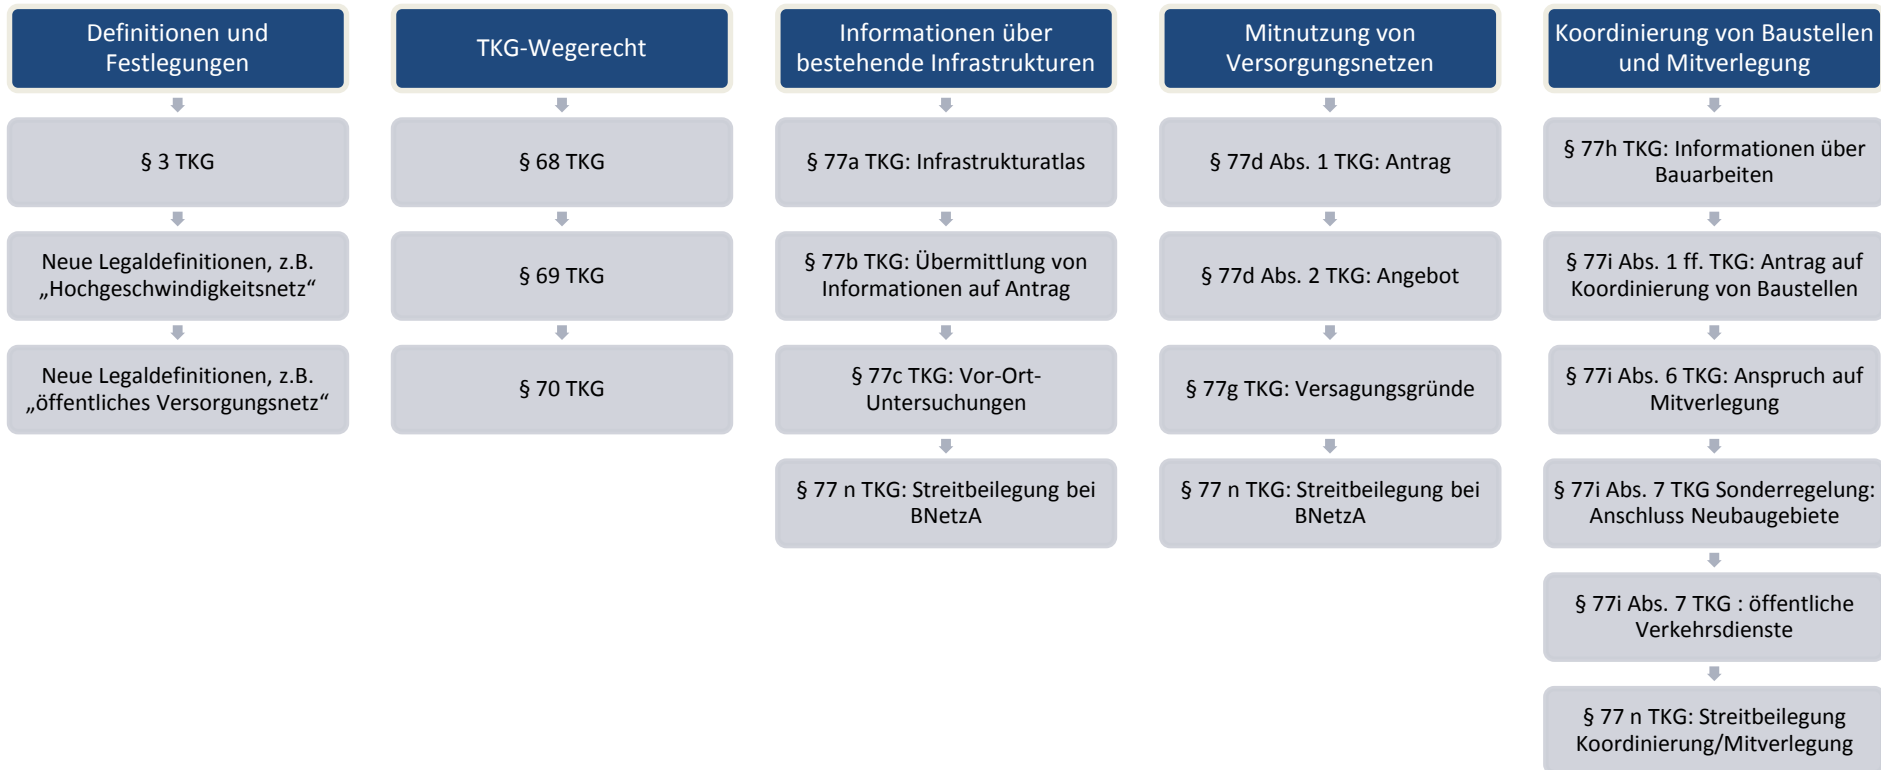 Definitionen und
Festlegungen
§ 3 TKG
Neue Legaldefinitionen, z.B.
„Hochgeschwindigkeitsnetz“
Neue Legaldefinitionen, z.B.
„öffentliches Versorgungsnetz“
TKG-Wegerecht
§ 68 TKG
§ 69 TKG
§ 70 TKG
Informationen über
bestehende Infrastrukturen
§ 77a TKG: Infrastrukturatlas
§ 77b TKG: Übermittlung von
Informationen auf Antrag
§ 77c TKG: Vor-Ort-
Untersuchungen
§ 77 n TKG: Streitbeilegung bei
BNetzA
Mitnutzung von
Versorgungsnetzen
§ 77d Abs. 1 TKG: Antrag
§ 77d Abs. 2 TKG: Angebot
§ 77g TKG: Versagungsgründe
§ 77 n TKG: Streitbeilegung bei
BNetzA
Koordinierung von Baustellen
und Mitverlegung
§ 77h TKG: Informationen über
Bauarbeiten
§ 77i Abs. 1 ff. TKG: Antrag auf
Koordinierung von Baustellen
§ 77i Abs. 6 TKG: Anspruch auf
Mitverlegung
§ 77i Abs. 7 TKG Sonderregelung:
Anschluss Neubaugebiete
§ 77i Abs. 7 TKG : öffentliche
Verkehrsdienste
§ 77 n TKG: Streitbeilegung
Koordinierung/Mitverlegung